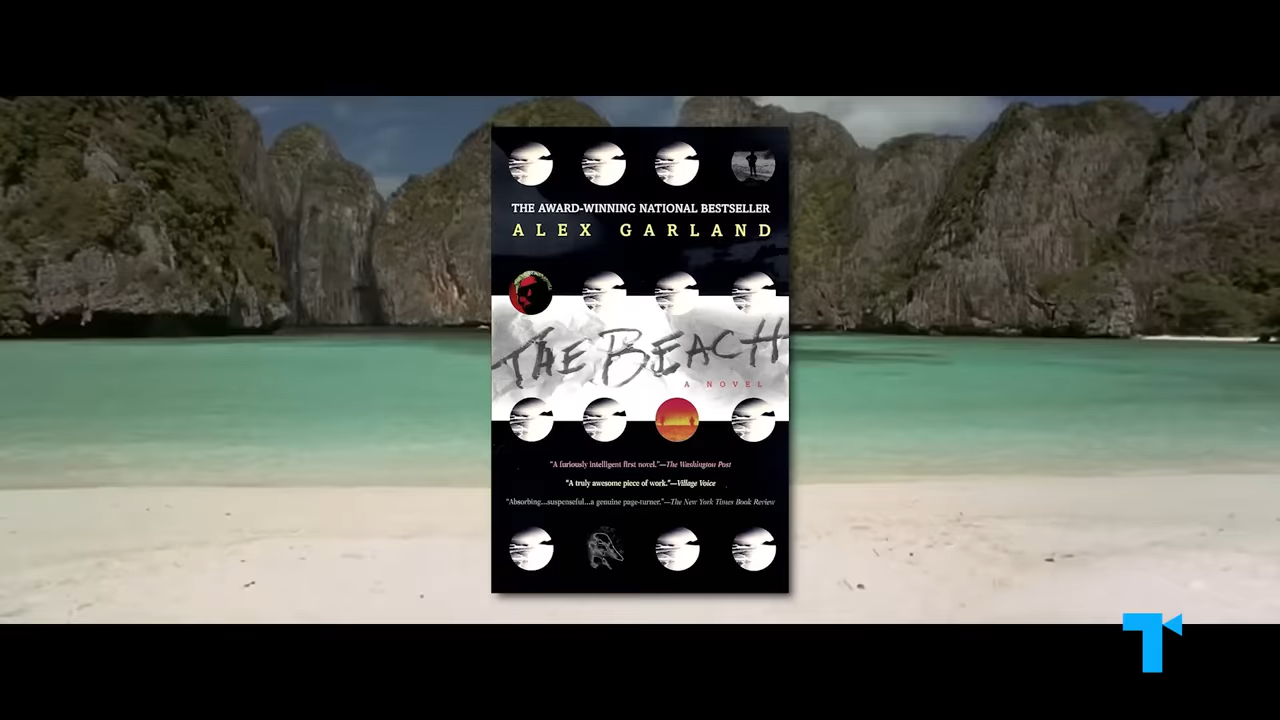 THE AWARD-WINNING NATIONAL BESTSELLER
ALEX GARLAND
THE BEACH
A NOVEL
"A furiously intelligent first novel."—The Washington Post
"A truly awesome piece of work."—Village Voice
"Absorbing...suspenseful...a genuine page-turner."—The New York Times Book Review